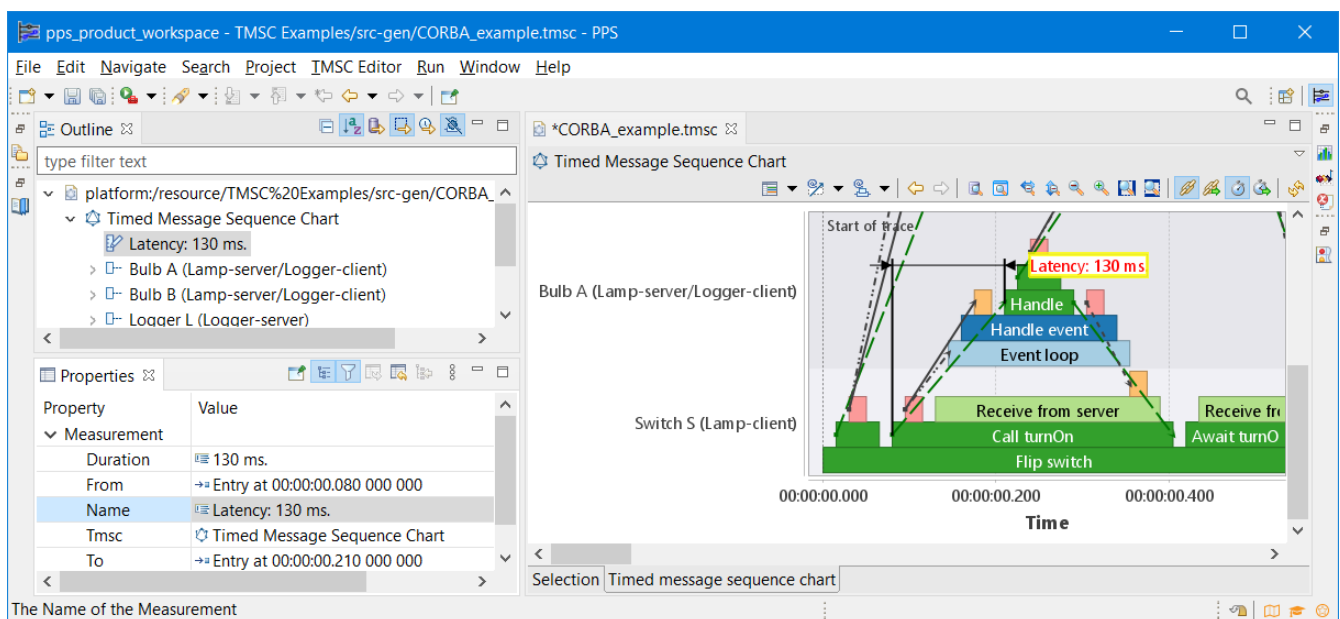 pps_product_workspace - TMSC Examples/src-gen/CORBA_example.tmsc - PPS
File Edit Navigate Search Project TMSC Editor Run Window Help
Outline
type filter text
platform:/resource/TMSC%20Examples/src-gen/CORBA_
Timed Message Sequence Chart
Latency: 130 ms.
Bulb A (Lamp-server/Logger-client)
Bulb B (Lamp-server/Logger-client)
Logger L (Logger-server)
Properties
Property Value
Measurement
Duration 130 ms.
From Entry at 00:00:00.080 000 000
Name Latency: 130 ms.
Tmsc Timed Message Sequence Chart
To Entry at 00:00:00.210 000 000
*CORBA_example.tmsc
Timed Message Sequence Chart
Start of trace
Latency: 130 ms
Bulb A (Lamp-server/Logger-client)
Handle
Handle event
Event loop
Switch S (Lamp-client)
Receive from server Receive fr
Call turnOn Await turnO
Flip switch
00:00:00.000 00:00:00.200 00:00:00.400
Time
Selection Timed message sequence chart
The Name of the Measurement